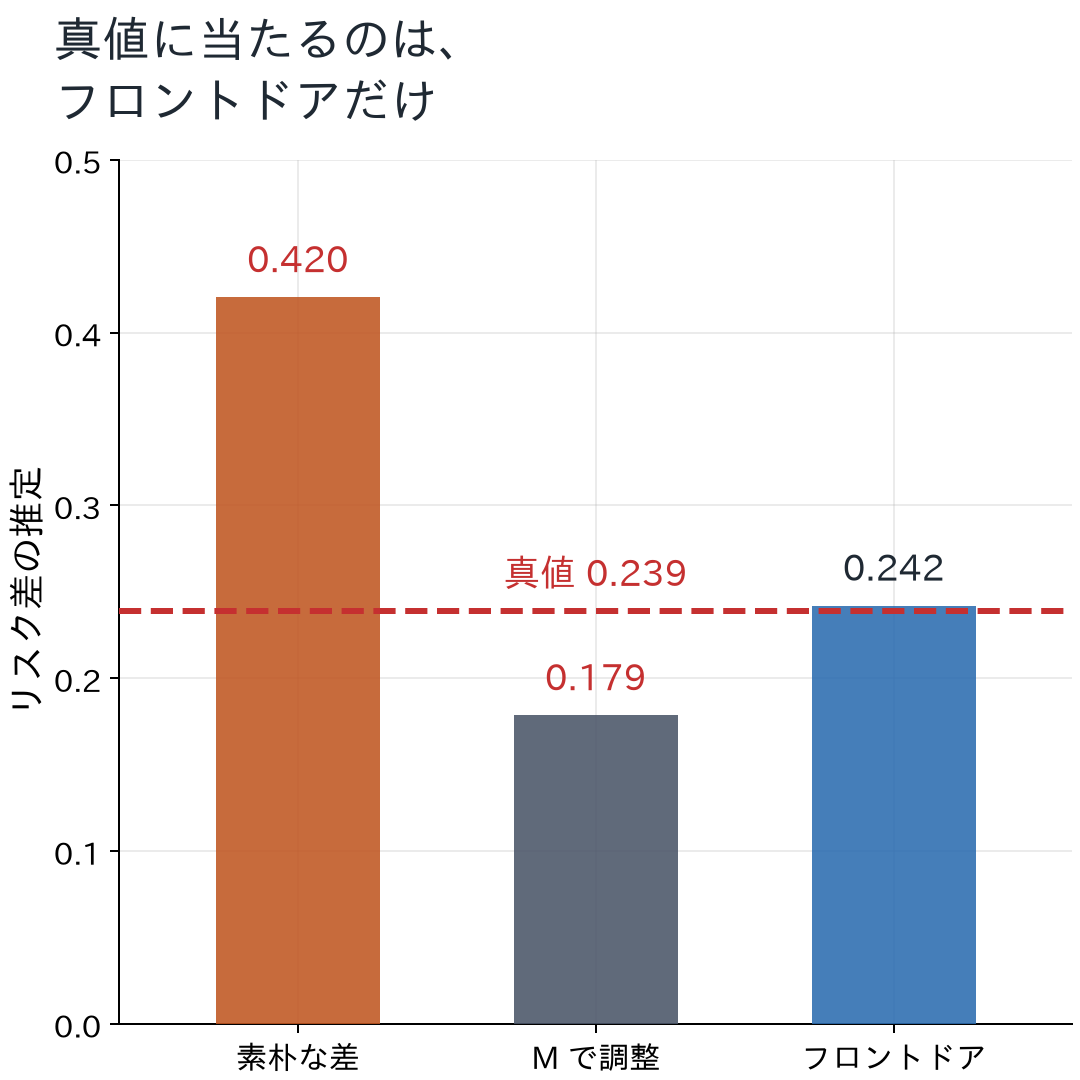 真値に当たるのは、
フロントドアだけ
リスク差の推定
0.5
0.4
0.3
0.2
0.1
0.0
0.420
真値 0.239
0.179
0.242
素朴な差
M で調整
フロントドア